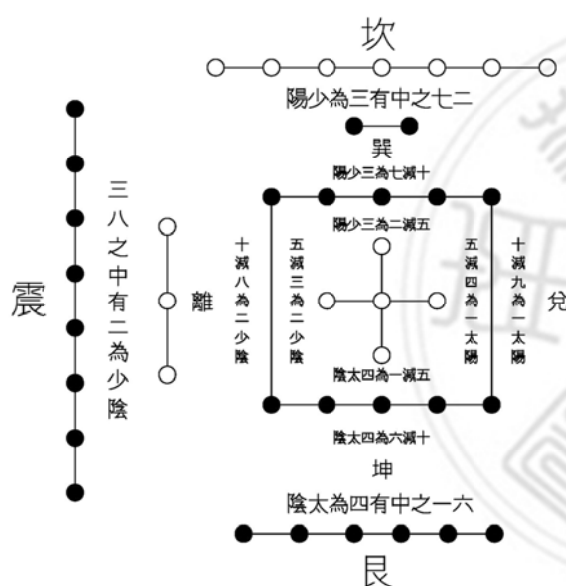 坎
二七之中有三為少陽
巽
十減七為三少陽
五減二為三少陽
震
三八之中有二為少陰
離
十減八為二少陰
五減三為二少陰
五減四為一太陽
十減九為一太陽
兌
五減一為四太陰
十減六為四太陰
坤
六一之中有四為太陰
艮